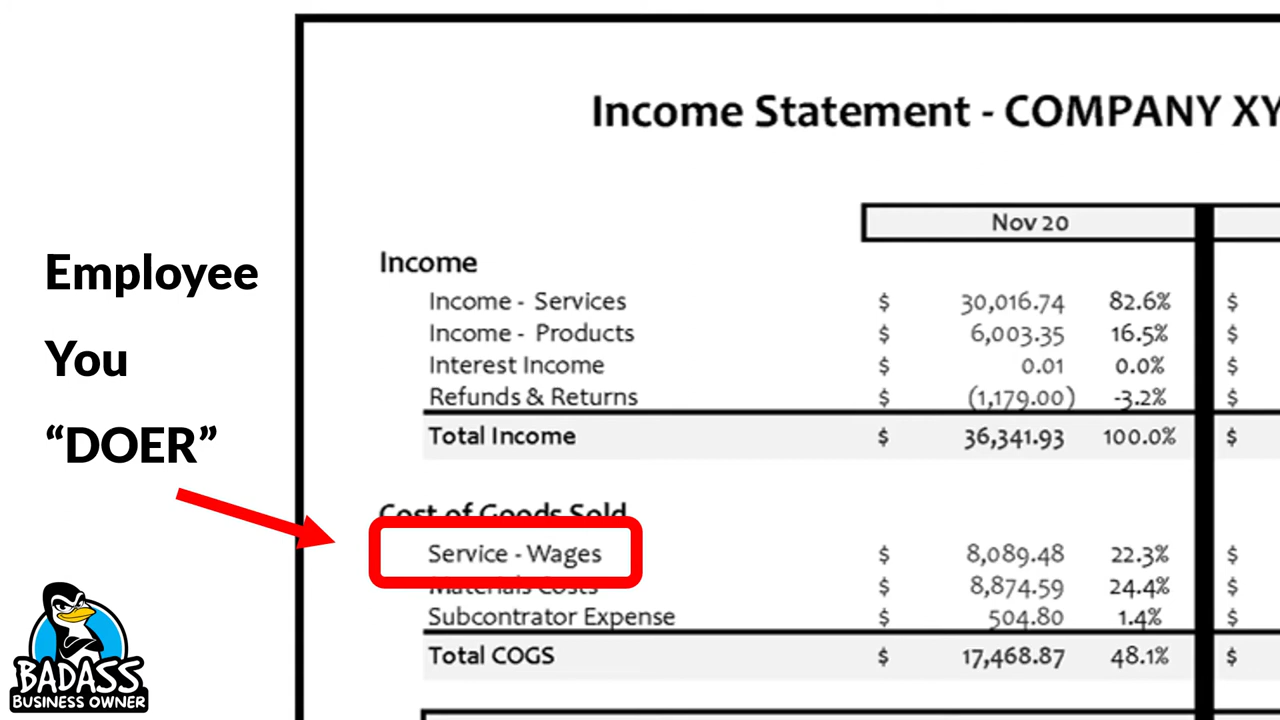 Income Statement - COMPANY XY
Nov 20
Employee
You
“DOER”
Income
Income - Services $ 30,016.74 82.6% $
Income - Products $ 6,003.35 16.5% $
Interest Income $ 0.01 0.0% $
Refunds & Returns $ (1,179.00) -3.2% $
Total Income $ 36,341.93 100.0% $
Cost of Goods Sold
Service - Wages $ 8,089.48 22.3% $
Materials Costs $ 8,874.59 24.4% $
Subcontrator Expense $ 504.80 1.4% $
Total COGS $ 17,468.87 48.1% $
BADASS
BUSINESS OWNER